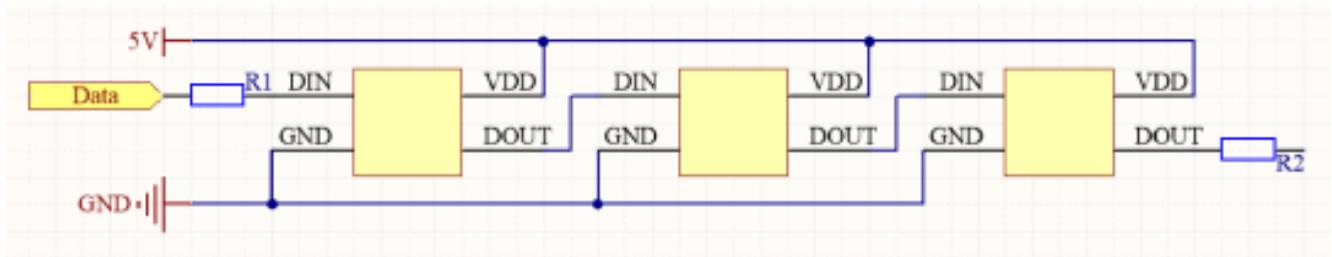 5V
Data R1 DIN VDD DIN VDD DIN VDD
GND DOUT GND DOUT GND DOUT R2
GND